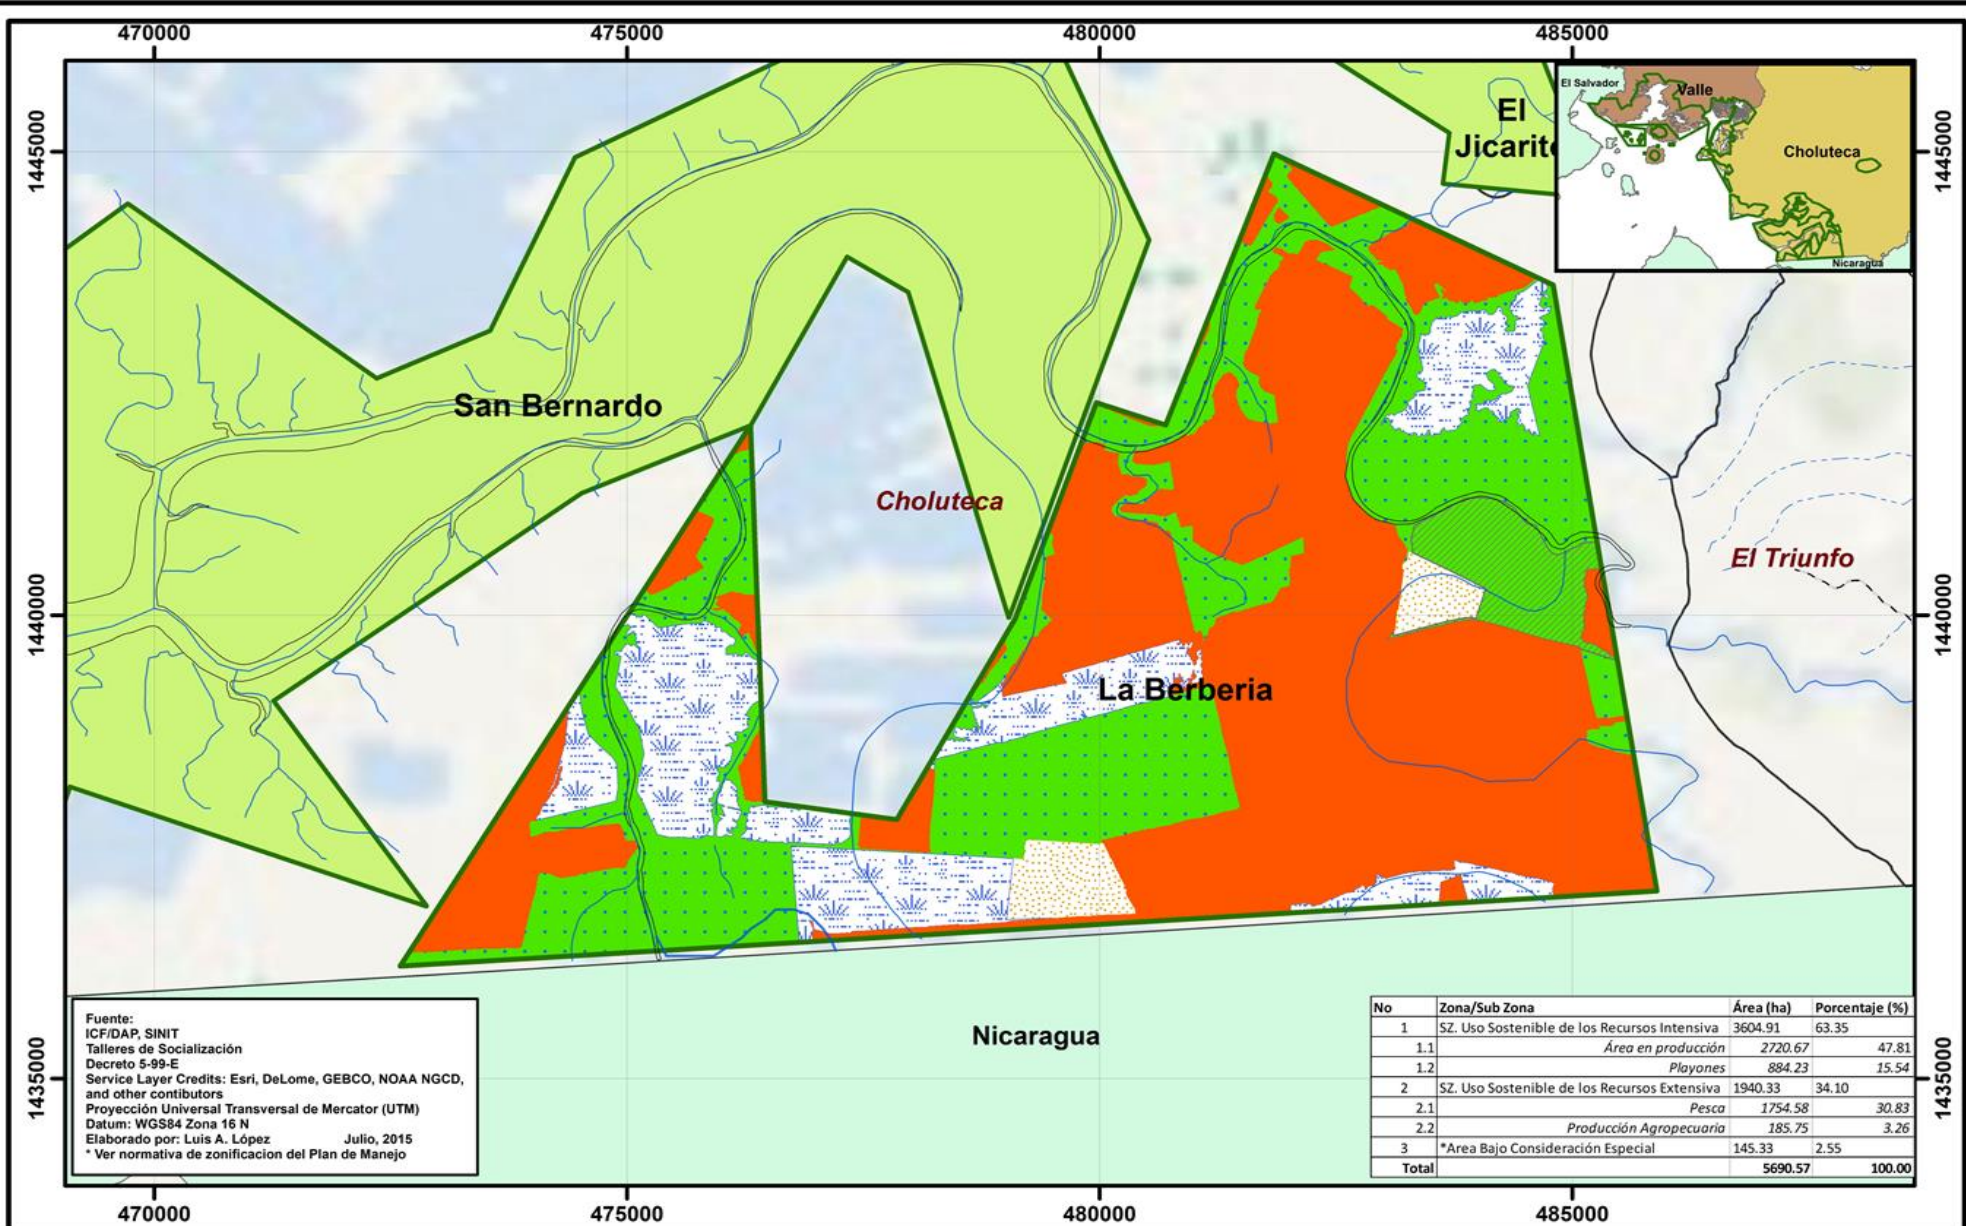 470000 475000 480000 485000
1445000
1440000
1435000
1445000
1440000
1435000
El Salvador
Valle
Choluteca
Nicaragua
El
Jicarito
San Bernardo
Choluteca
El Triunfo
La Berberia
Nicaragua
Fuente:
ICF/DAP, SINIT
Talleres de Socialización
Decreto 5-99-E
Service Layer Credits: Esri, DeLome, GEBCO, NOAA NGCD,
and other contibutors
Proyección Universal Transversal de Mercator (UTM)
Datum: WGS84 Zona 16 N
Elaborado por: Luis A. López Julio, 2015
* Ver normativa de zonificacion del Plan de Manejo
No Zona/Sub Zona Área (ha) Porcentaje (%)
1 SZ. Uso Sostenible de los Recursos Intensiva 3604.91 63.35
1.1 Área en producción 2720.67 47.81
1.2 Playones 884.23 15.54
2 SZ. Uso Sostenible de los Recursos Extensiva 1940.33 34.10
2.1 Pesca 1754.58 30.83
2.2 Producción Agropecuaria 185.75 3.26
3 *Area Bajo Consideración Especial 145.33 2.55
Total 5690.57 100.00
470000 475000 480000 485000